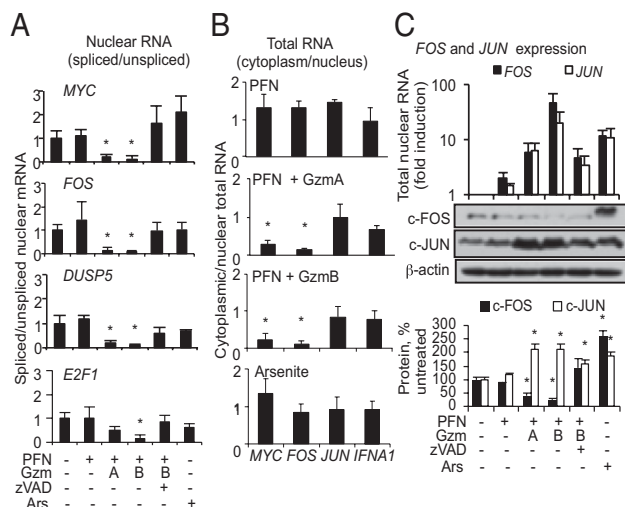 A
Nuclear RNA
(spliced/unspliced)
Spliced/unspliced nuclear mRNA
MYC
3
2
1
0
* *
FOS
3
2
1
0
* *
DUSP5
3
2
1
0
* *
E2F1
3
2
1
0
*
PFN - + + + + -
Gzm - - A B B -
zVAD - - - - + -
Ars - - - - - +
B
Total RNA
(cytoplasm/nucleus)
Cytoplasmic/nuclear total RNA
PFN
2
1
0
PFN + GzmA
2
1
0
* *
PFN + GzmB
2
1
0
* *
Arsenite
2
1
0
MYC FOS JUN IFNA1
C
FOS and JUN expression
FOS JUN
Total nuclear RNA
(fold induction)
100
10
1
c-FOS
c-JUN
β-actin
c-FOS c-JUN
Protein, %
untreated
300
250
200
150
100
50
0
* * * * * * *
PFN - + + + + -
Gzm - - A B B -
zVAD - - - - + -
Ars - - - - - +